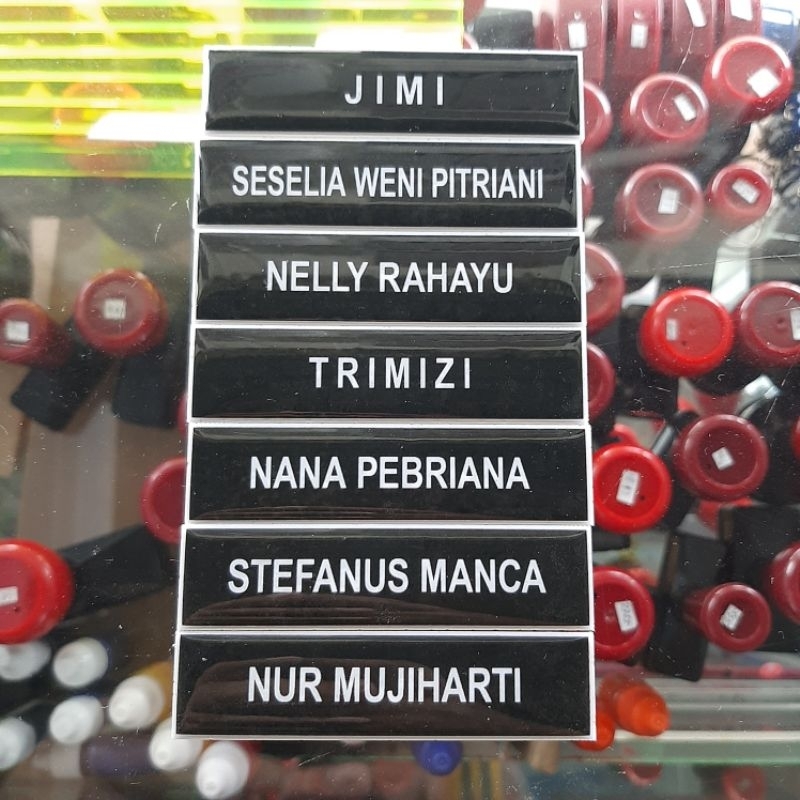 JIMI
SESELIA WENI PITRIANI
NELLY RAHAYU
TRIMIZI
NANA PEBRIANA
STEFANUS MANCA
NUR MUJIHARTI